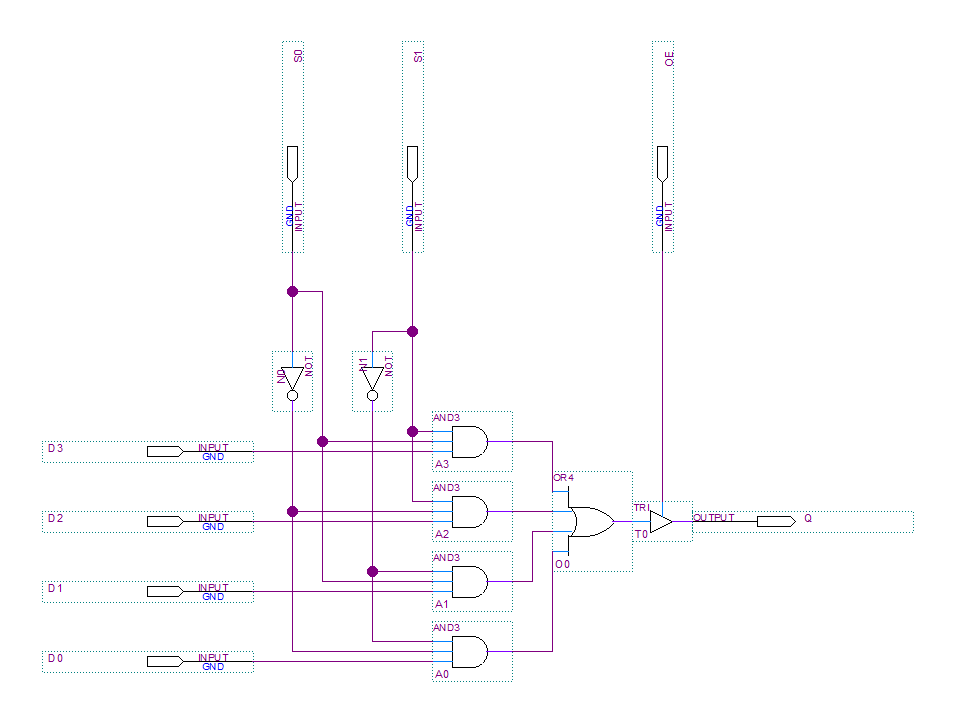 S0
S1
OE
GND
INPUT
GND
INPUT
GND
INPUT
N0
NOT
N1
NOT
AND3
D3
INPUT
GND
A3
OR4
AND3
TRI
D2
INPUT
GND
OUTPUT
Q
A2
T0
AND3
O0
D1
INPUT
GND
A1
AND3
D0
INPUT
GND
A0